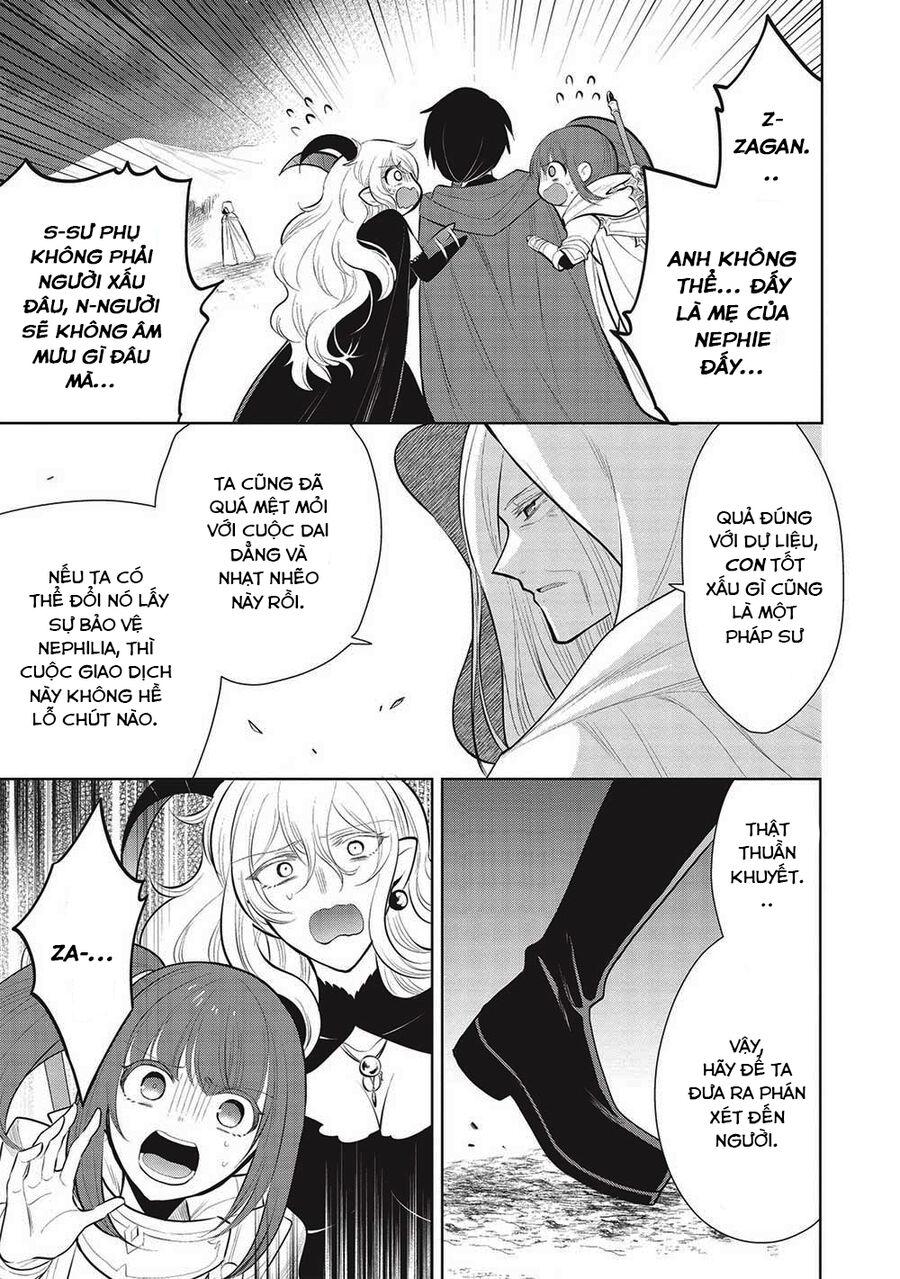 Z-
ZAGAN.
. .
ANH KHÔNG
THỂ... ĐẤY
LÀ MẸ CỦA
NEPHIE
ĐẤY...
S-SƯ PHỤ
KHÔNG PHẢI
NGƯỜI XẤU
ĐÂU, N-NGƯỜI
SẼ KHÔNG ÂM
MƯU GÌ ĐÂU
MÀ...
QUẢ ĐÚNG
VỚI DỰ LIỆU,
CON TỐT
XẤU GÌ CŨNG
LÀ MỘT
PHÁP SƯ
TA CŨNG ĐÃ
QUÁ MỆT MỎI
VỚI CUỘC DAI
DẲNG VÀ
NHẠT NHẼO
NÀY RỒI.
NẾU TA CÓ
THỂ ĐỔI NÓ LẤY
SỰ BẢO VỆ
NEPHILIA, THÌ
CUỘC GIAO DỊCH
NÀY KHÔNG HỀ
LỖ CHÚT NÀO.
THẬT
THUẦN
KHUYẾT.
. .
VẬY,
HÃY ĐỂ TA
ĐƯA RA PHÁN
XÉT ĐẾN
NGƯỜI.
ZA-...